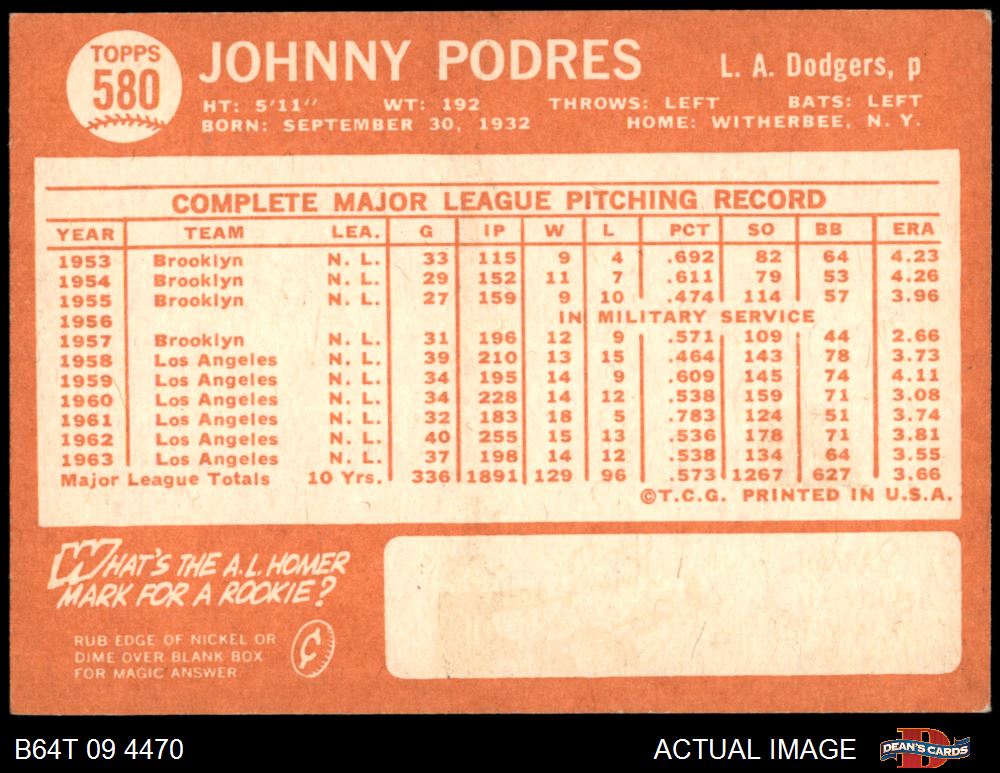 TOPPS
580
JOHNNY PODRES
L. A. Dodgers, p
HT: 5'11" WT: 192 THROWS: LEFT BATS: LEFT
BORN: SEPTEMBER 30, 1932 HOME: WITHERBEE, N. Y.
COMPLETE MAJOR LEAGUE PITCHING RECORD
YEAR TEAM LEA. G IP W L PCT SO BB ERA
1953 Brooklyn N. L. 33 115 9 4 .692 82 64 4.23
1954 Brooklyn N. L. 29 152 11 7 .611 79 53 4.26
1955 Brooklyn N. L. 27 159 9 10 .474 114 57 3.96
1956 IN MILITARY SERVICE
1957 Brooklyn N. L. 31 196 12 9 .571 109 44 2.66
1958 Los Angeles N. L. 39 210 13 15 .464 143 78 3.73
1959 Los Angeles N. L. 34 195 14 9 .609 145 74 4.11
1960 Los Angeles N. L. 34 228 14 12 .538 159 71 3.08
1961 Los Angeles N. L. 32 183 18 5 .783 124 51 3.74
1962 Los Angeles N. L. 40 255 15 13 .536 178 71 3.81
1963 Los Angeles N. L. 37 198 14 12 .538 134 64 3.55
Major League Totals 10 Yrs. 336 1891 129 96 .573 1267 627 3.66
©T.C.G. PRINTED IN U.S.A.
WHAT'S THE A.L. HOMER
MARK FOR A ROOKIE?
RUB EDGE OF NICKEL OR
DIME OVER BLANK BOX
FOR MAGIC ANSWER
¢
B64T 09 4470
ACTUAL IMAGE
DEAN'S CARDS